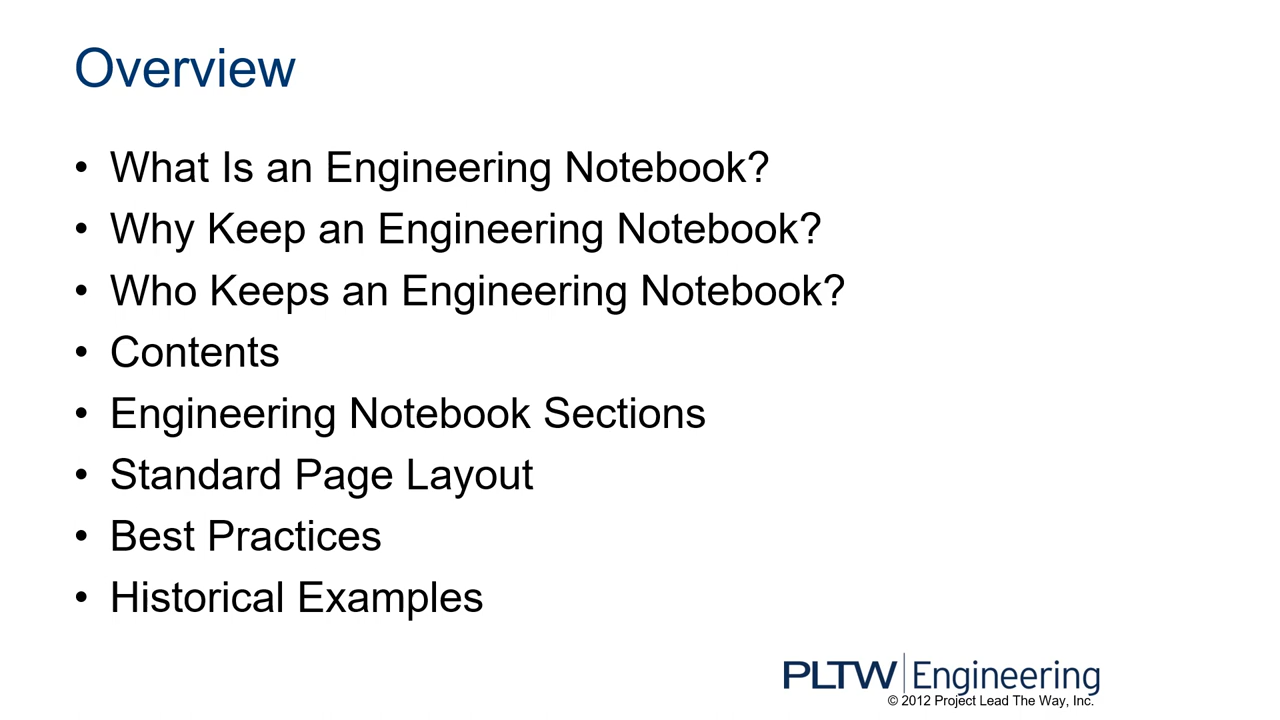 Overview
• What Is an Engineering Notebook?
• Why Keep an Engineering Notebook?
• Who Keeps an Engineering Notebook?
• Contents
• Engineering Notebook Sections
• Standard Page Layout
• Best Practices
• Historical Examples
PLTW Engineering
© 2012 Project Lead The Way, Inc.